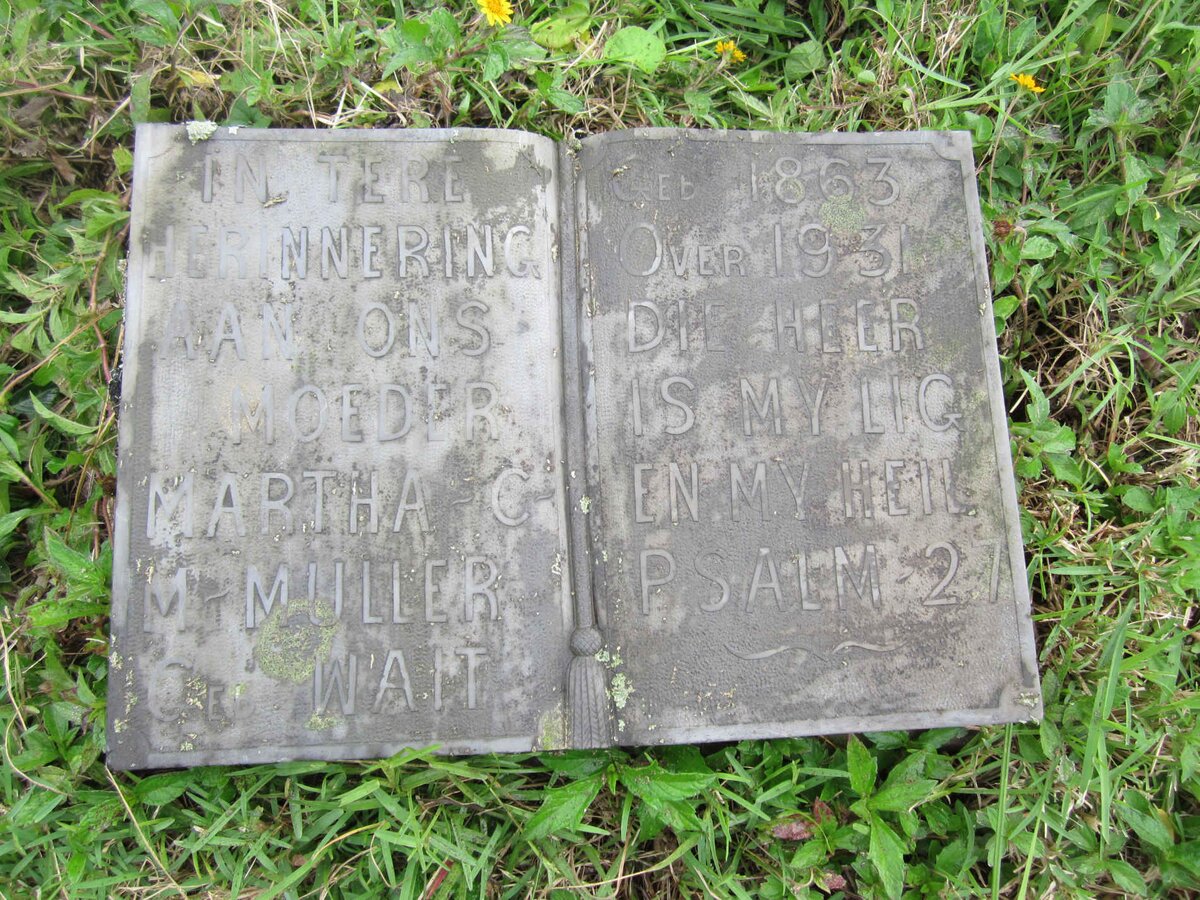 IN TERE
HERINNERING
AAN ONS
MOEDER
MARTHA-C-
M-MULLER
GEB WAIT
GEB 1863
OVER 1931
DIE HEER
IS MY LIG
EN MY HEIL
PSALM-27